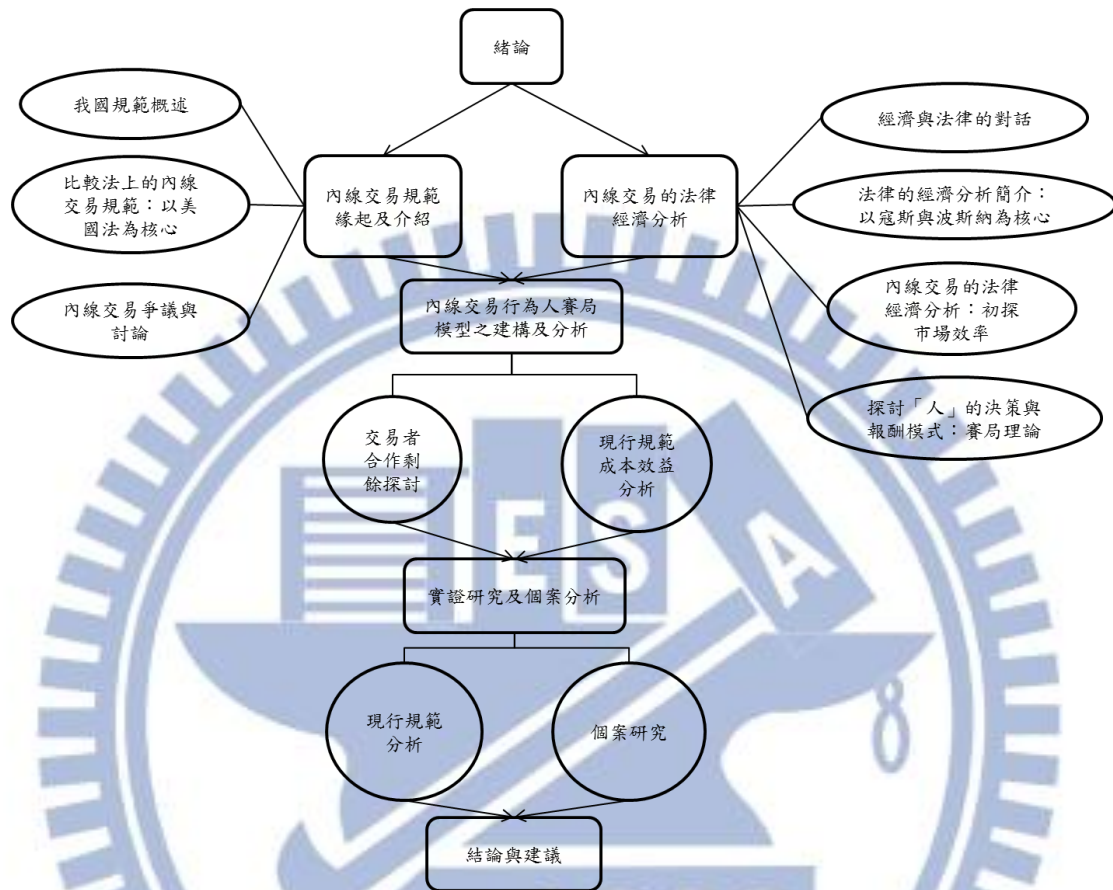 緒論
我國規範概述
比較法上的內線
交易規範：以美
國法為核心
內線交易爭議與
討論
內線交易規範
緣起及介紹
內線交易的法律
經濟分析
經濟與法律的對話
法律的經濟分析簡介：
以寇斯與波斯納為核心
內線交易的法律
經濟分析：初探
市場效率
探討「人」的決策與
報酬模式：賽局理論
內線交易行為人賽局
模型之建構及分析
交易者
合作剩
餘探討
現行規範
成本效益
分析
實證研究及個案分析
現行規範
分析
個案研究
結論與建議
E
S
A
8